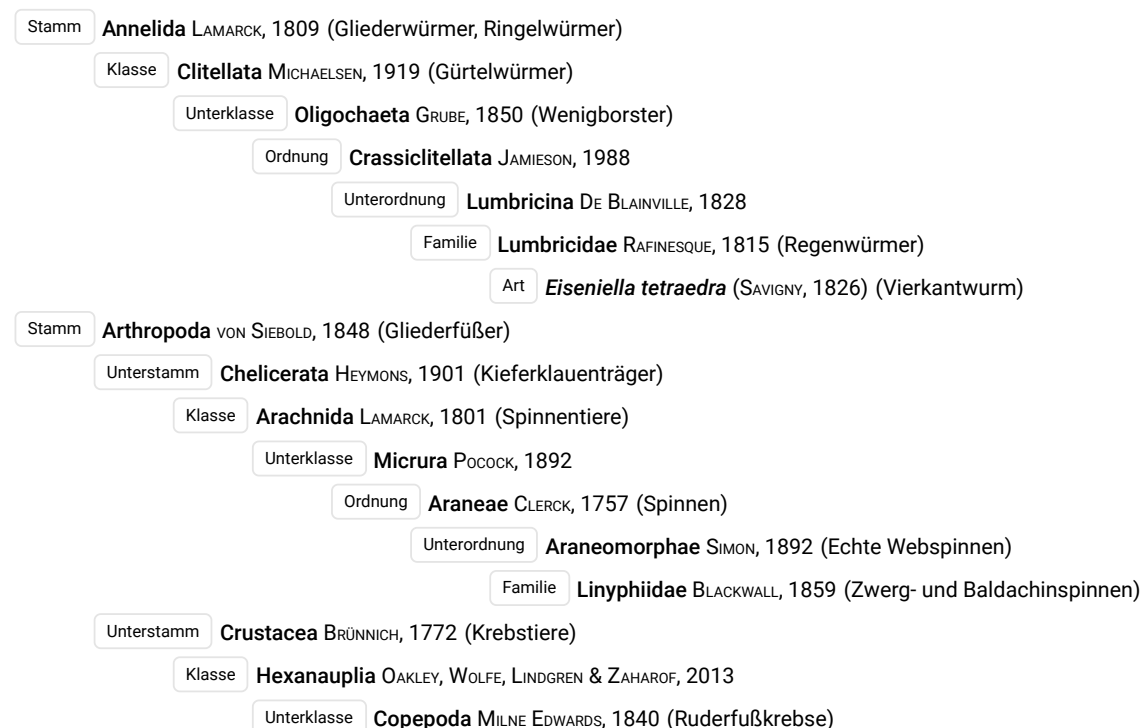 Stamm Annelida Lamarck, 1809 (Gliederwürmer, Ringelwürmer)
Klasse Clitellata Michaelsen, 1919 (Gürtelwürmer)
Unterklasse Oligochaeta Grube, 1850 (Wenigborster)
Ordnung Crassiclitellata Jamieson, 1988
Unterordnung Lumbricina De Blainville, 1828
Familie Lumbricidae Rafinesque, 1815 (Regenwürmer)
Art Eiseniella tetraedra (Savigny, 1826) (Vierkantwurm)
Stamm Arthropoda von Siebold, 1848 (Gliederfüßer)
Unterstamm Chelicerata Heymons, 1901 (Kieferklauenträger)
Klasse Arachnida Lamarck, 1801 (Spinnentiere)
Unterklasse Micrura Pocock, 1892
Ordnung Araneae Clerck, 1757 (Spinnen)
Unterordnung Araneomorphae Simon, 1892 (Echte Webspinnen)
Familie Linyphiidae Blackwall, 1859 (Zwerg- und Baldachinspinnen)
Unterstamm Crustacea Brünnich, 1772 (Krebstiere)
Klasse Hexanauplia Oakley, Wolfe, Lindgren & Zaharof, 2013
Unterklasse Copepoda Milne Edwards, 1840 (Ruderfußkrebse)